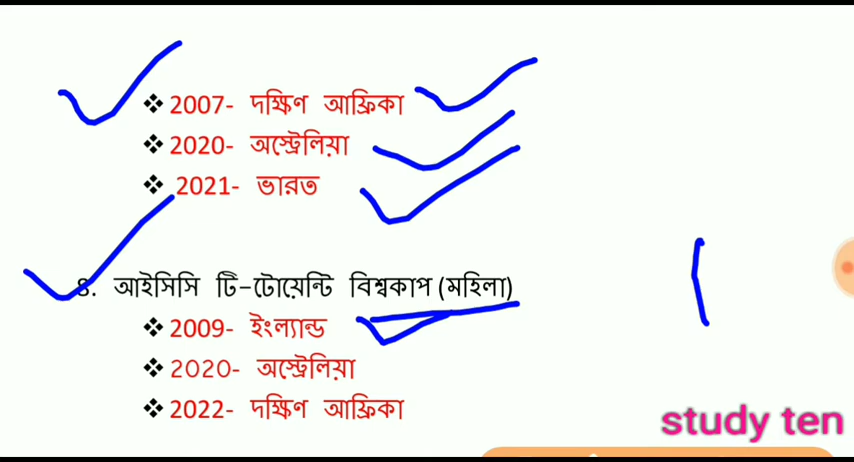 ❖ 2007- দক্ষিণ আফ্রিকা
❖ 2020- অস্ট্রেলিয়া
❖ 2021- ভারত
৪. আইসিসি টি-টোয়েন্টি বিশ্বকাপ (মহিলা)
❖ 2009- ইংল্যান্ড
❖ 2020- অস্ট্রেলিয়া
❖ 2022- দক্ষিণ আফ্রিকা
study ten